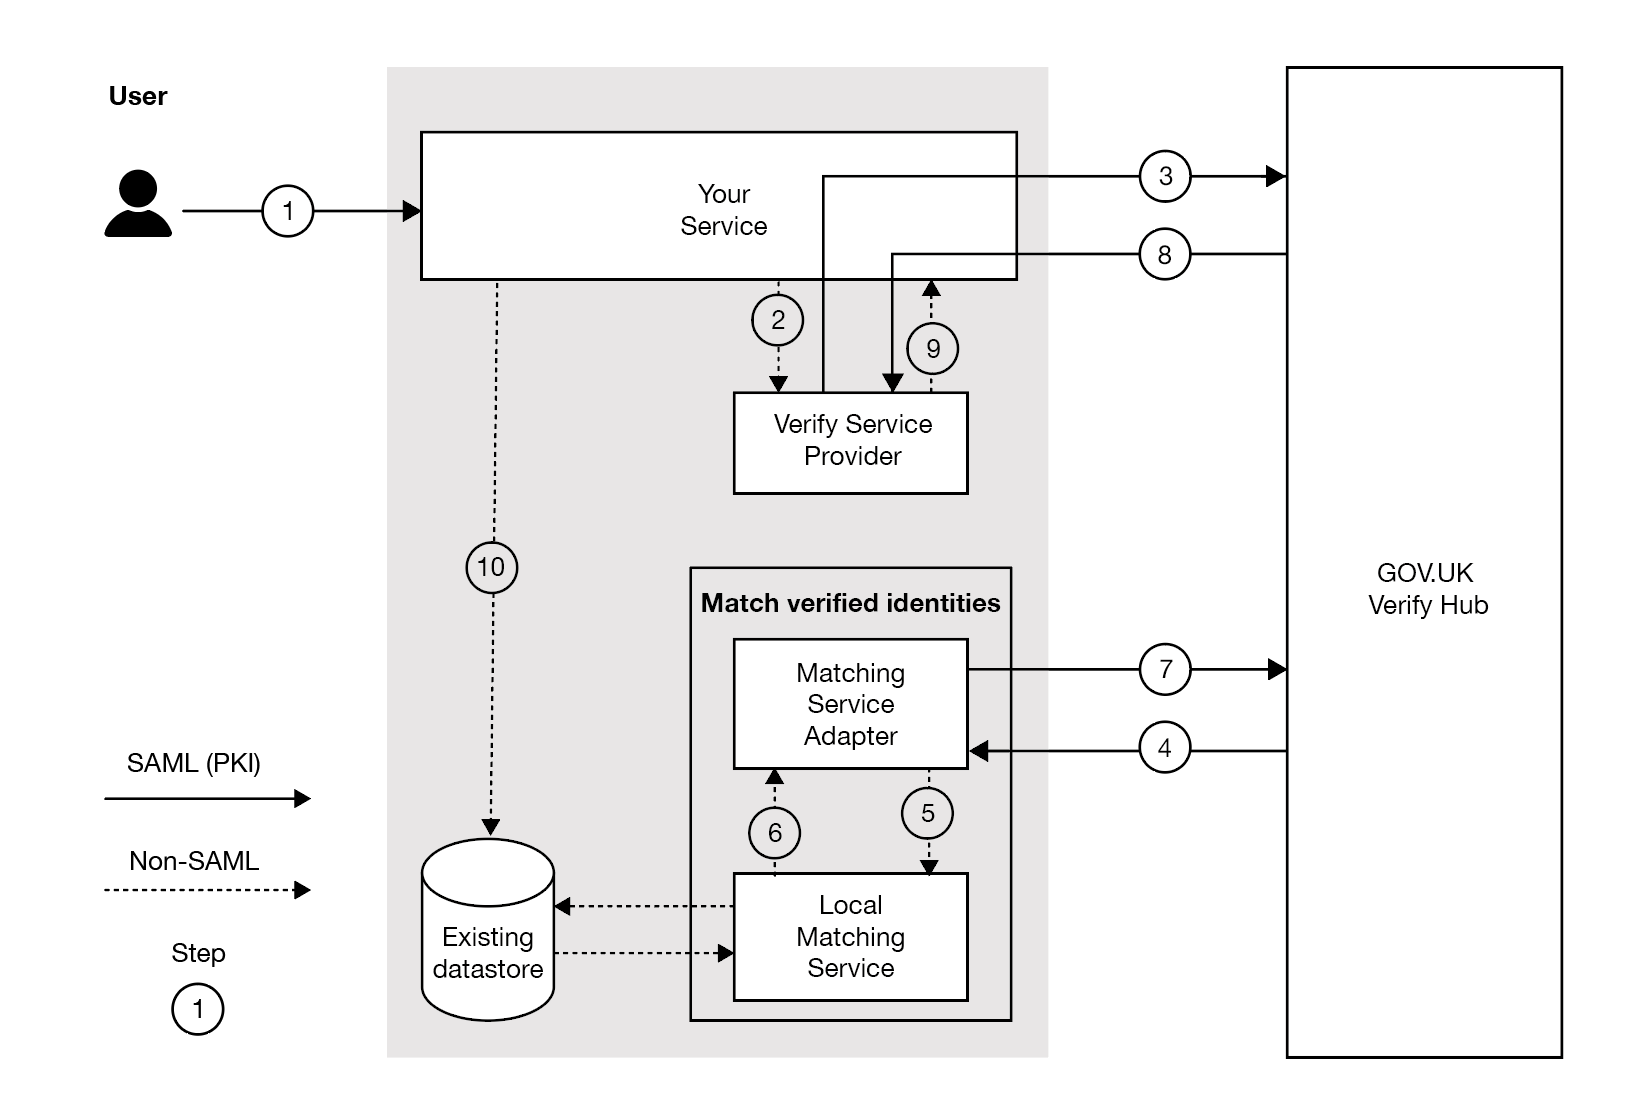 User
1
Your
Service
3
8
2
9
Verify Service
Provider
10
GOV.UK
Verify Hub
Match verified identities
Matching
Service
Adapter
7
4
6
5
Local
Matching
Service
Existing
datastore
SAML (PKI)
Non-SAML
Step
1